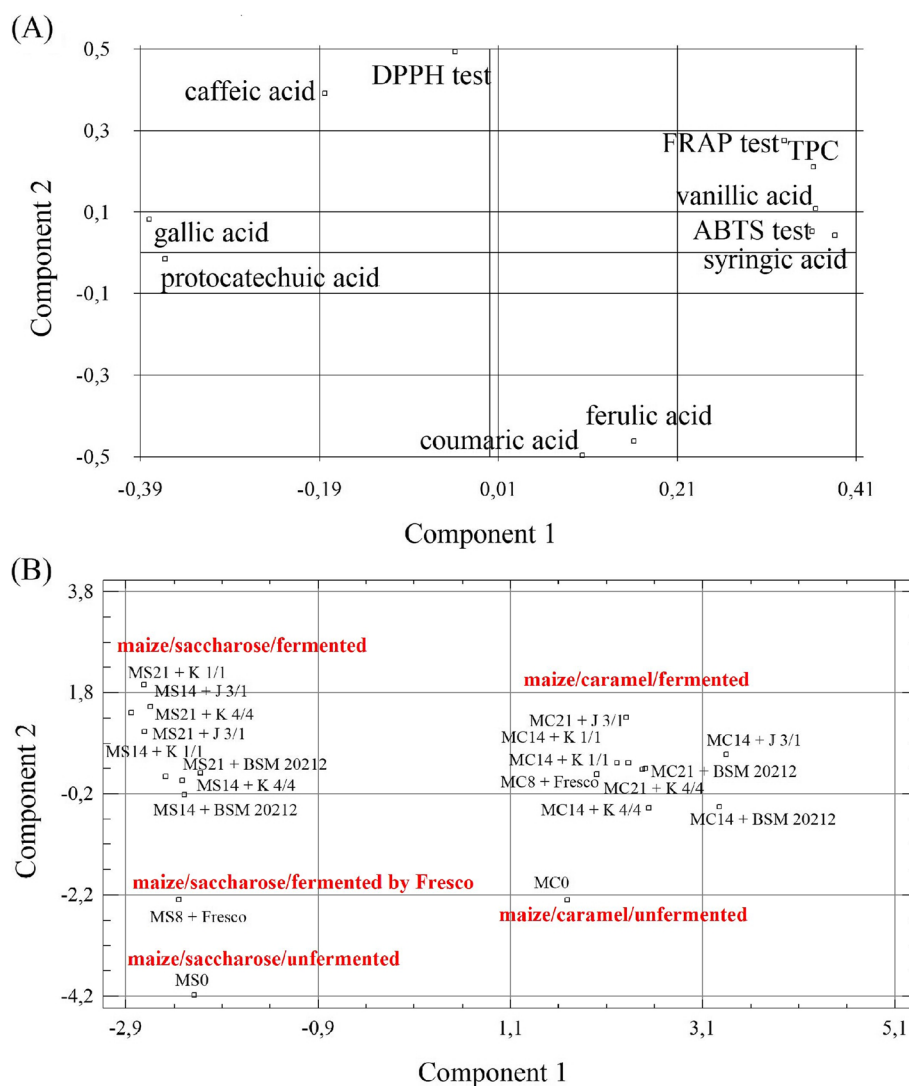 (A)
0,5
DPPH test
caffeic acid
0,3
FRAP test
TPC
vanillic acid
0,1
gallic acid
ABTS test
syringic acid
protocatechuic acid
-0,1
-0,3
ferulic acid
coumaric acid
-0,5
-0,39
-0,19
0,01
0,21
0,41
Component 2
Component 1
(B)
3,8
maize/saccharose/fermented
MS21 + K 1/1
maize/caramel/fermented
1,8
MS14 + J 3/1
MS21 + K 4/4
MC21 + J 3/1
MS21 + J 3/1
MC14 + K 1/1
MC14 + J 3/1
MS14 + K 1/1
MC14 + K 1/1
MS21 + BSM 20212
MC21 + BSM 20212
MC8 + Fresco
MS14 + K 4/4
MC21 + K 4/4
-0,2
MS14 + BSM 20212
MC14 + K 4/4
MC14 + BSM 20212
maize/saccharose/fermented by Fresco
MC0
-2,2
MS8 + Fresco
maize/caramel/unfermented
maize/saccharose/unfermented
MS0
-4,2
-2,9
-0,9
1,1
3,1
5,1
Component 2
Component 1